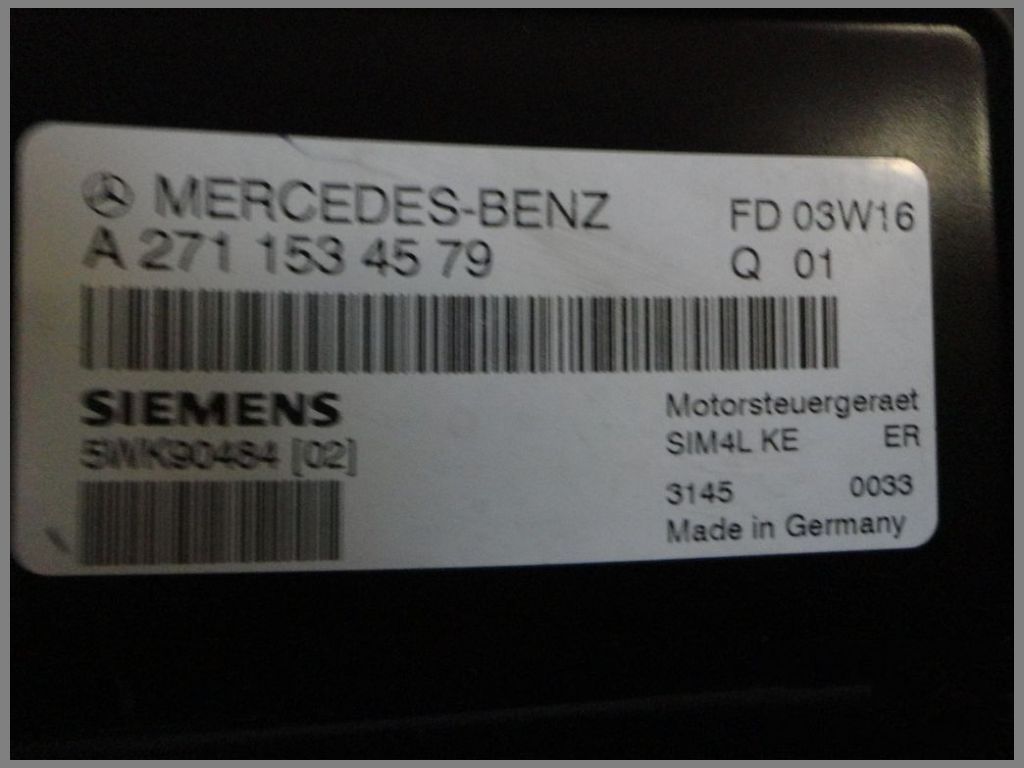 MERCEDES-BENZ FD 03W16
A 271 153 45 79 Q 01
SIEMENS
5WK90484 [02]
Motorsteuergeraet
SIM4L KE ER
3145 0033
Made in Germany